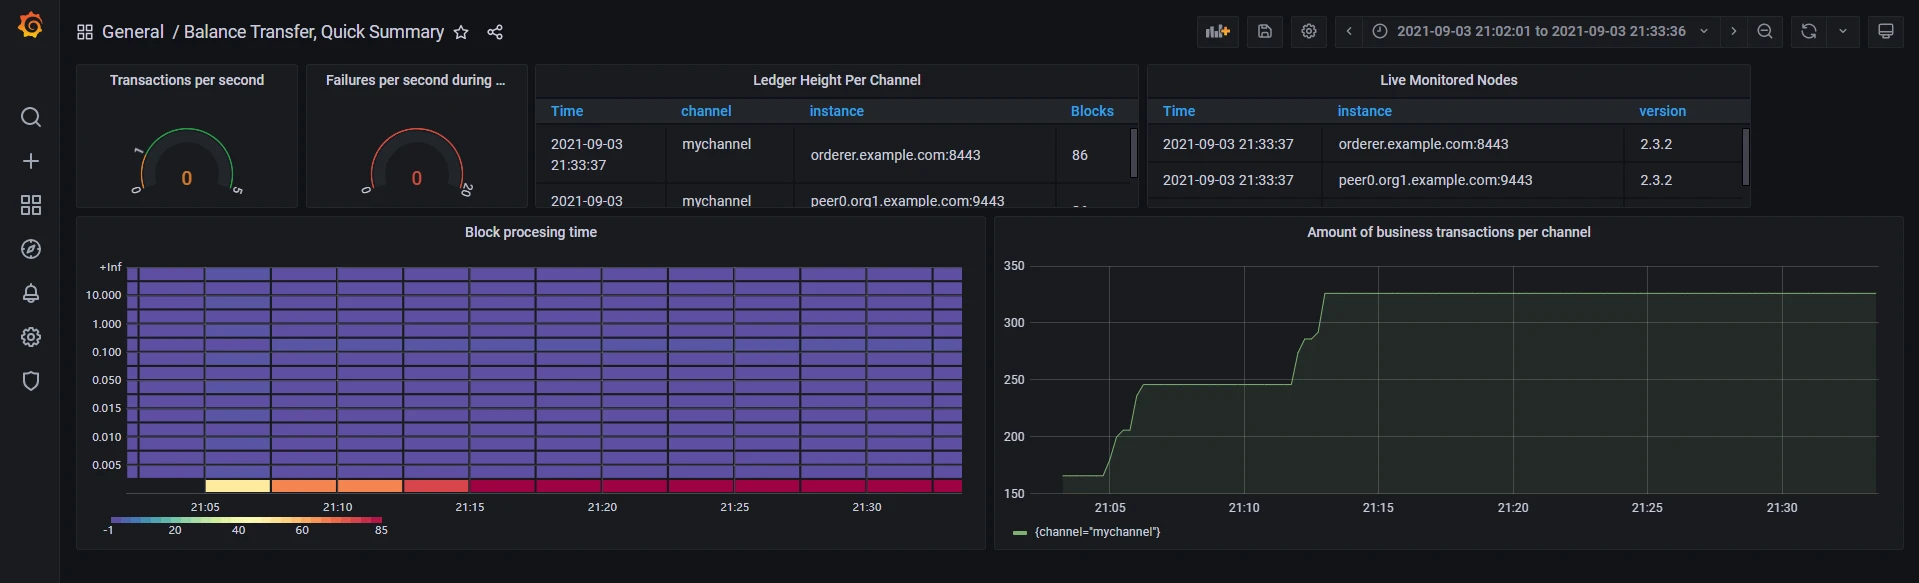 General / Balance Transfer, Quick Summary
2021-09-03 21:02:01 to 2021-09-03 21:33:36
Transactions per second
0
1
5
0
Failures per second during ...
0
20
0
Ledger Height Per Channel
Time channel instance Blocks
2021-09-03 21:33:37 mychannel orderer.example.com:8443 86
2021-09-03 mychannel peer0.org1.example.com:9443
Live Monitored Nodes
Time instance version
2021-09-03 21:33:37 orderer.example.com:8443 2.3.2
2021-09-03 21:33:37 peer0.org1.example.com:9443 2.3.2
Block procesing time
+Inf
10.000
1.000
0.100
0.050
0.015
0.010
0.005
21:05 21:10 21:15 21:20 21:25 21:30
-1 20 40 60 85
Amount of business transactions per channel
350
300
250
200
150
21:05 21:10 21:15 21:20 21:25 21:30
{channel="mychannel"}